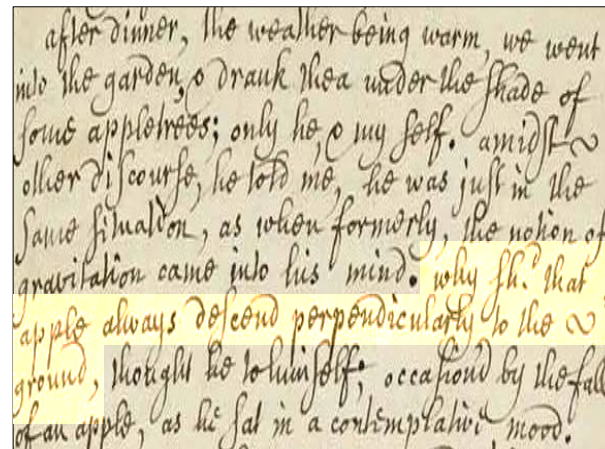 after dinner, the weather being warm, we went
into the garden, & drank thea under the shade of
some appletrees; only he, & my self. amidst
other discourse, he told me, he was just in the
same situation, as when formerly, the notion of
gravitation came into his mind. why sh.d that
apple always descend perpendicularly to the
ground, thought he to himself; occasion'd by the fall
of an apple, as he sat in a contemplative mood.